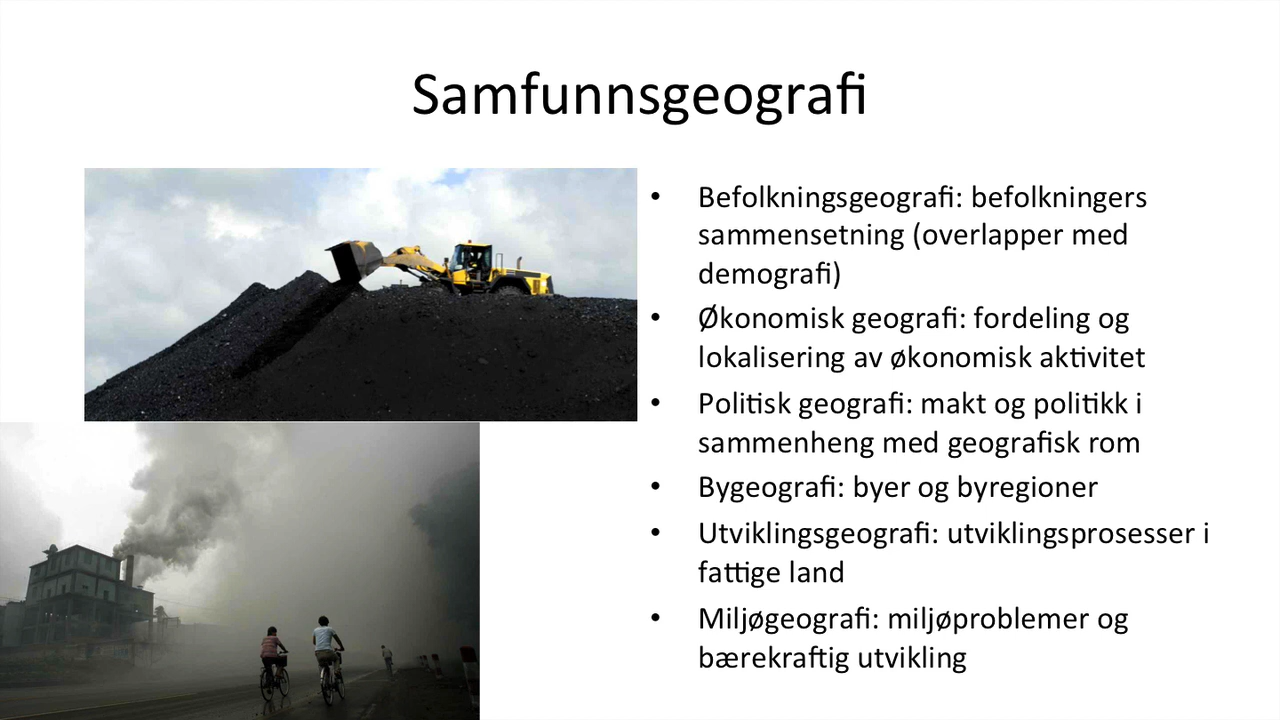 Samfunnsgeografi
• Befolkningsgeografi: befolkningers
sammensetning (overlapper med
demografi)
• Økonomisk geografi: fordeling og
lokalisering av økonomisk aktivitet
• Politisk geografi: makt og politikk i
sammenheng med geografisk rom
• Bygeografi: byer og byregioner
• Utviklingsgeografi: utviklingsprosesser i
fattige land
• Miljøgeografi: miljøproblemer og
bærekraftig utvikling